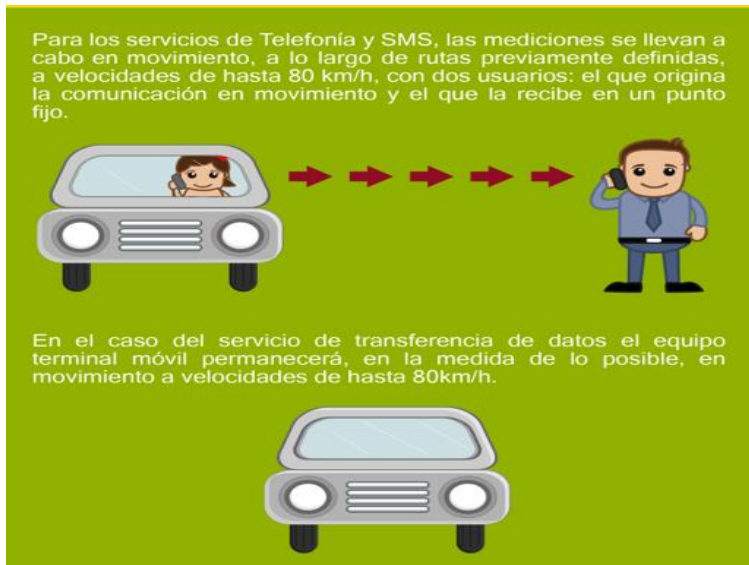 Para los servicios de Telefonía y SMS, las mediciones se llevan a
cabo en movimiento, a lo largo de rutas previamente definidas,
a velocidades de hasta 80 km/h, con dos usuarios: el que origina
la comunicación en movimiento y el que la recibe en un punto
fijo.
En el caso del servicio de transferencia de datos el equipo
terminal móvil permanecerá, en la medida de lo posible, en
movimiento a velocidades de hasta 80km/h.